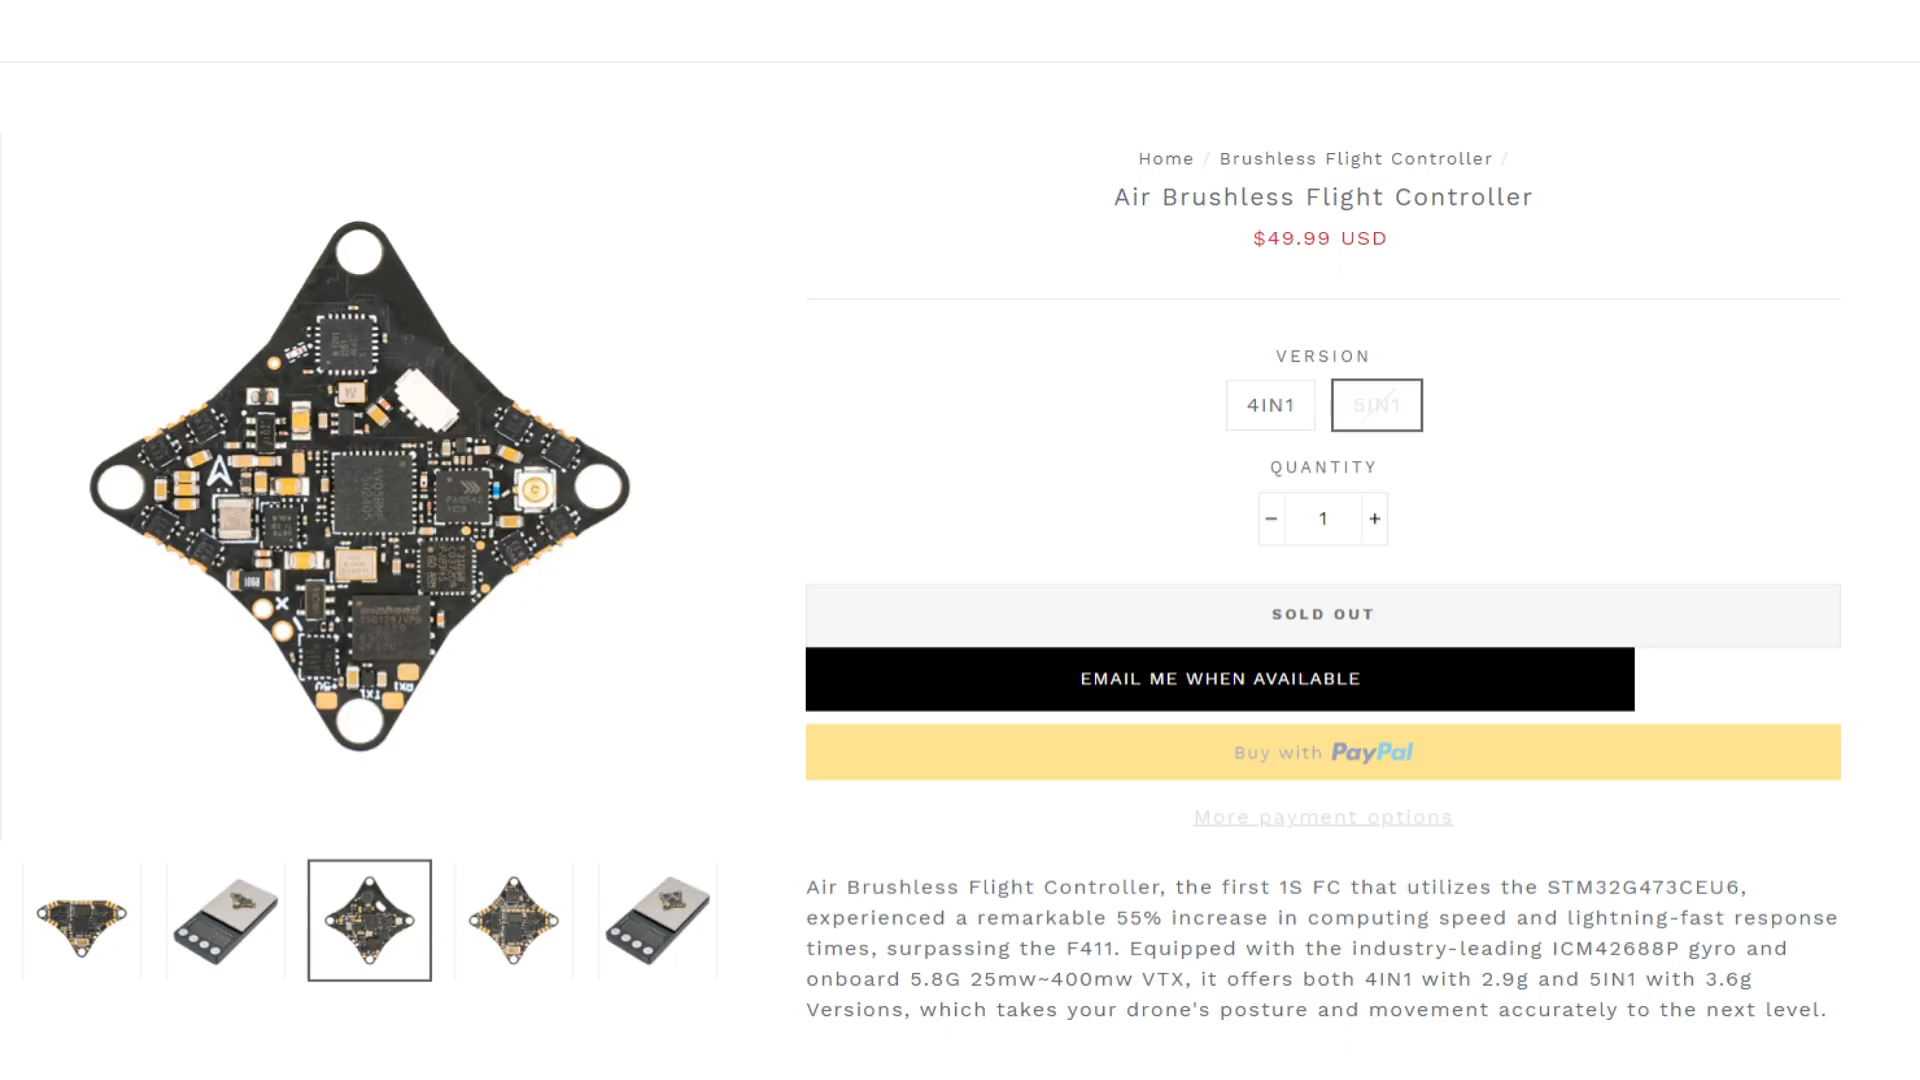 Home / Brushless Flight Controller /
Air Brushless Flight Controller
$49.99 USD
VERSION
4IN1
5IN1
QUANTITY
− 1 +
SOLD OUT
EMAIL ME WHEN AVAILABLE
Buy with PayPal
More payment options
Air Brushless Flight Controller, the first 1S FC that utilizes the STM32G473CEU6,
experienced a remarkable 55% increase in computing speed and lightning-fast response
times, surpassing the F411. Equipped with the industry-leading ICM42688P gyro and
onboard 5.8G 25mw~400mw VTX, it offers both 4IN1 with 2.9g and 5IN1 with 3.6g
Versions, which takes your drone's posture and movement accurately to the next level.
winbond
+5V
TX1
RX1